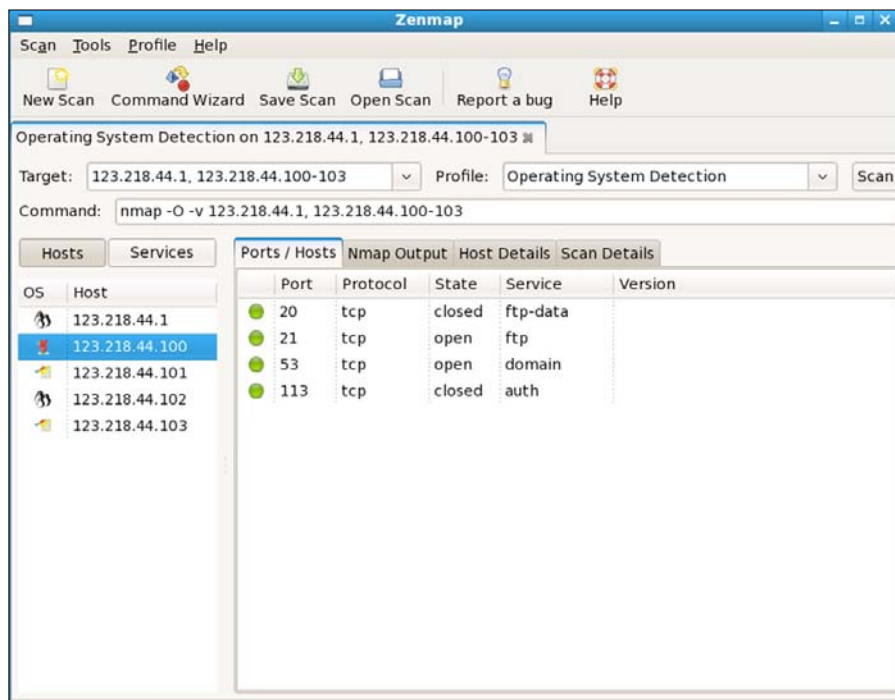 Zenmap
Scan Tools Profile Help
New Scan Command Wizard Save Scan Open Scan Report a bug Help
Operating System Detection on 123.218.44.1, 123.218.44.100-103
Target: 123.218.44.1, 123.218.44.100-103 Profile: Operating System Detection Scan
Command: nmap -O -v 123.218.44.1, 123.218.44.100-103
Hosts Services
OS Host
123.218.44.1
123.218.44.100
123.218.44.101
123.218.44.102
123.218.44.103
Ports / Hosts Nmap Output Host Details Scan Details
Port Protocol State Service Version
20 tcp closed ftp-data
21 tcp open ftp
53 tcp open domain
113 tcp closed auth